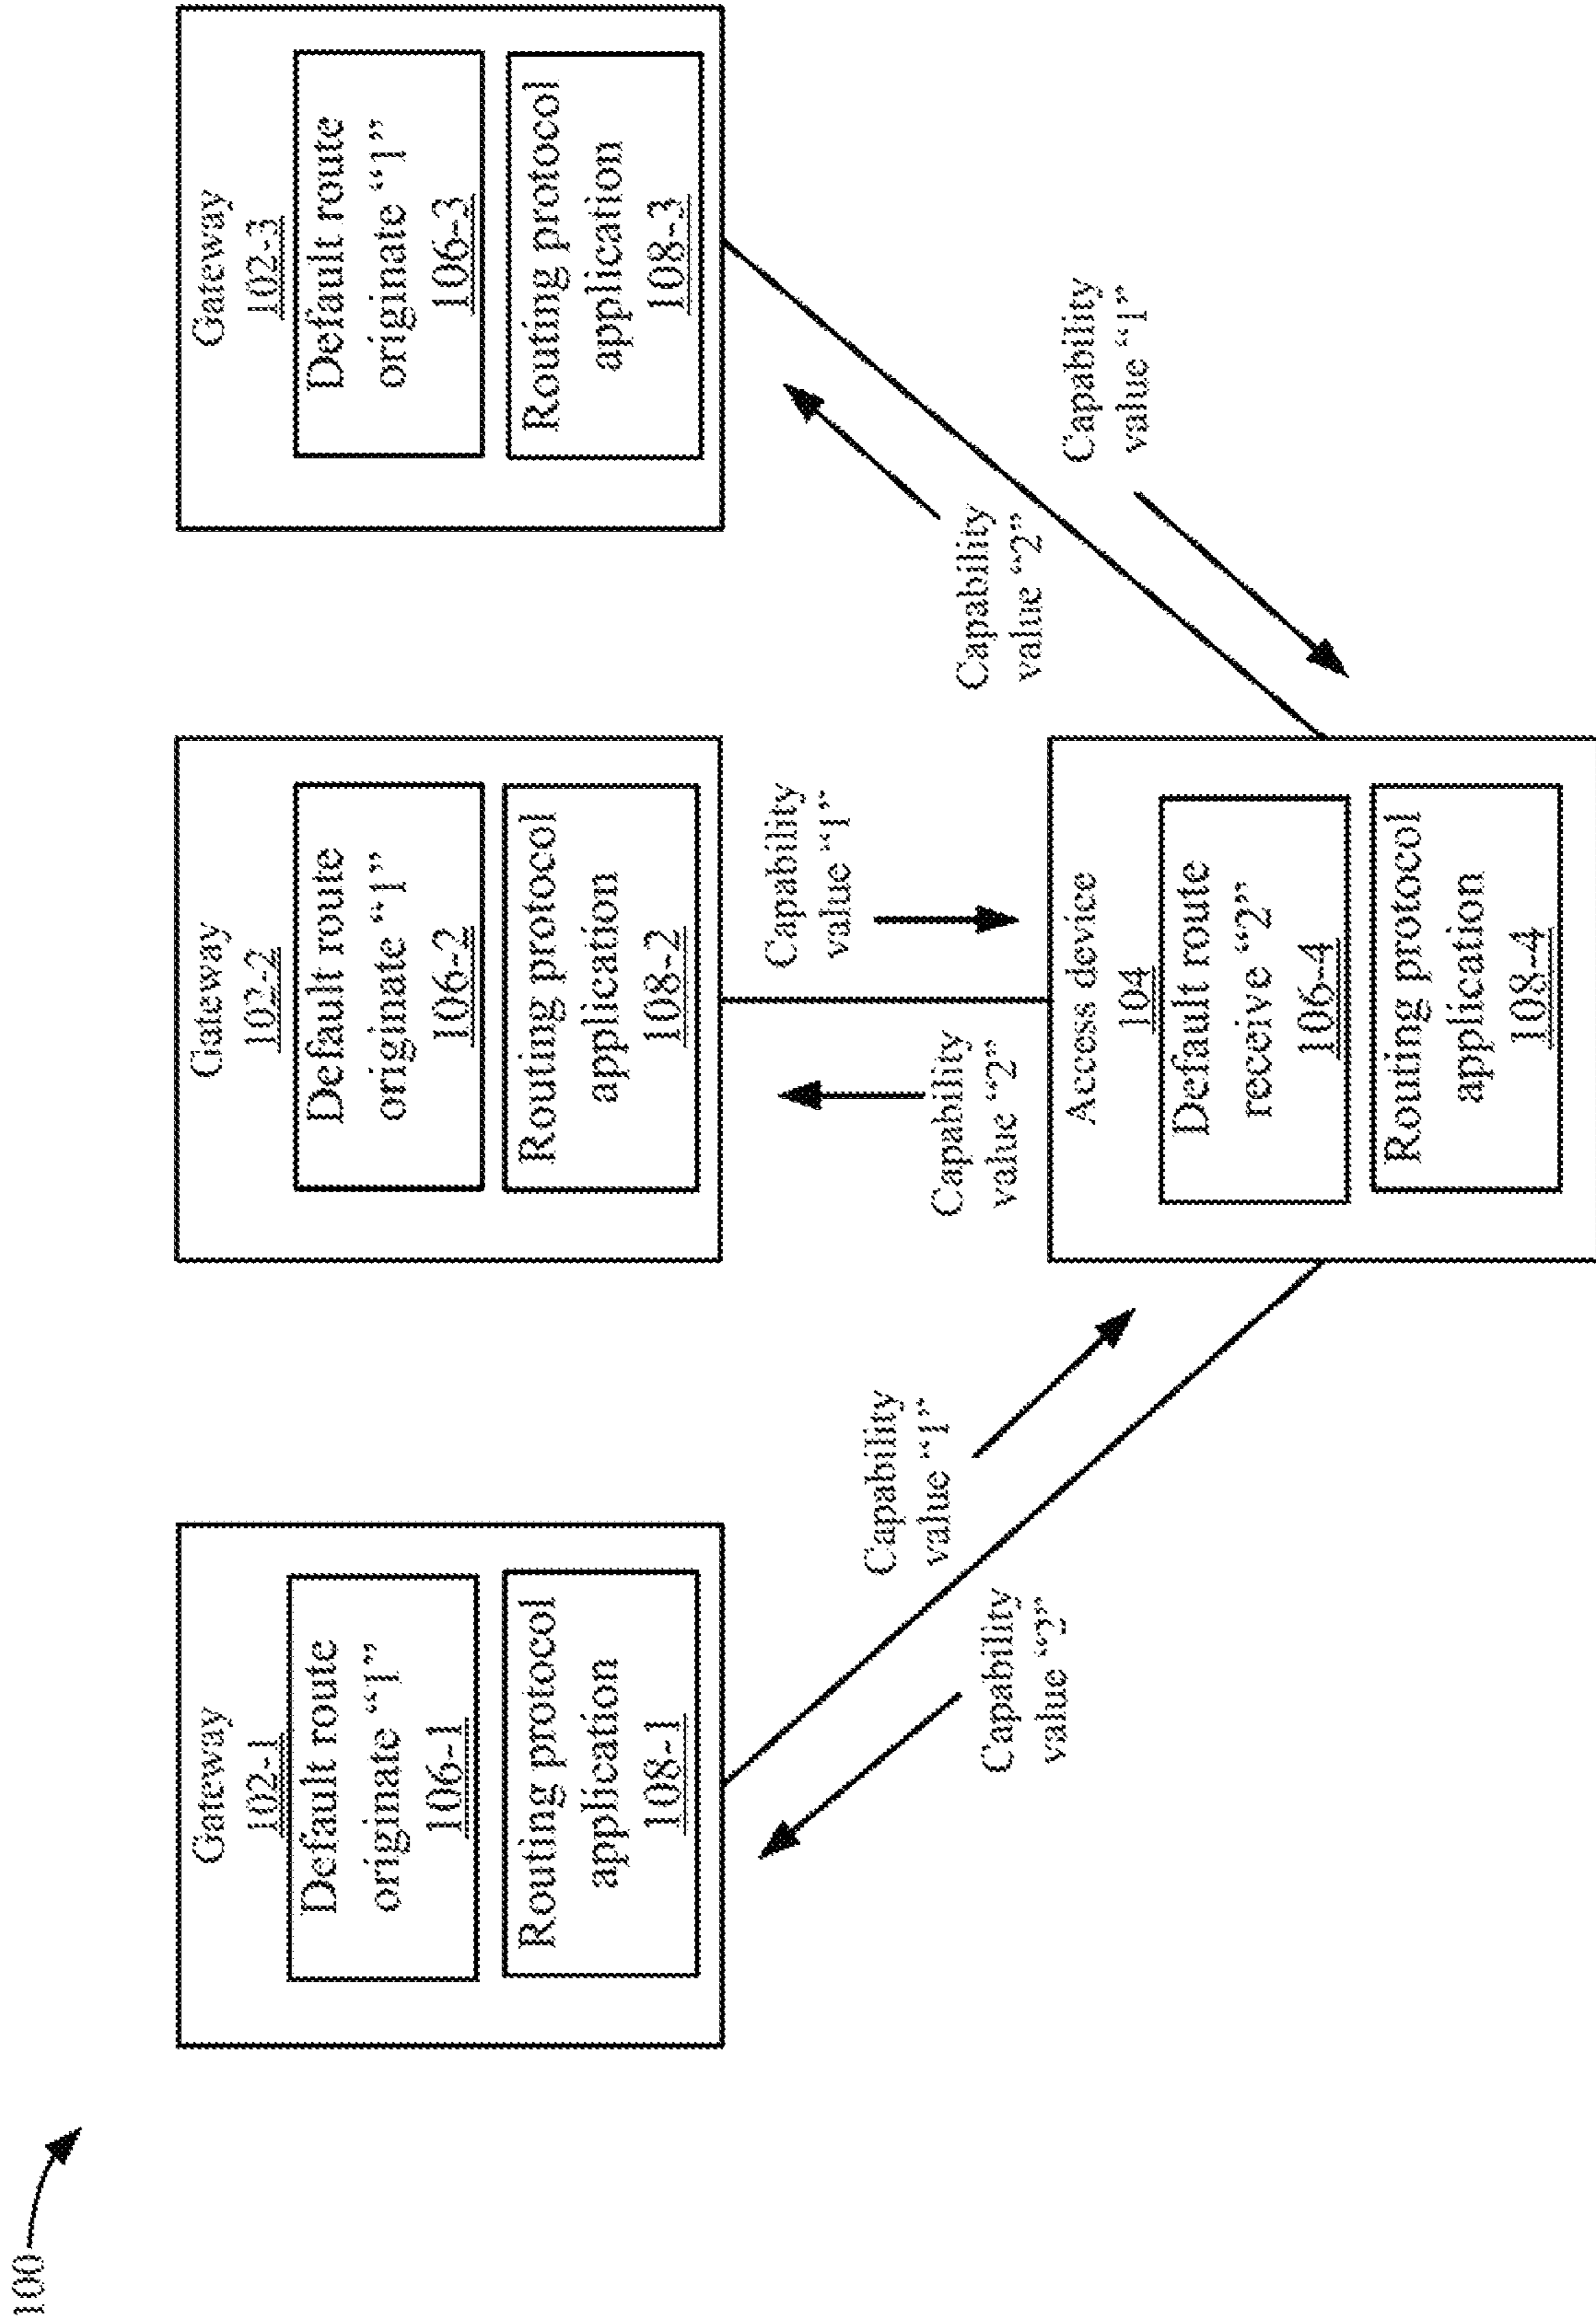 100
Gateway
102-1
Default route
originate “1”
106-1
Routing protocol
application
108-1
Gateway
102-2
Default route
originate “1”
106-2
Routing protocol
application
108-2
Gateway
102-3
Default route
originate “1”
106-3
Routing protocol
application
108-3
Capability
value “2”
Capability
value “1”
Capability
value “2”
Capability
value “1”
Capability
value “2”
Capability
value “1”
Access device
104
Default route
receive “2”
106-4
Routing protocol
application
108-4